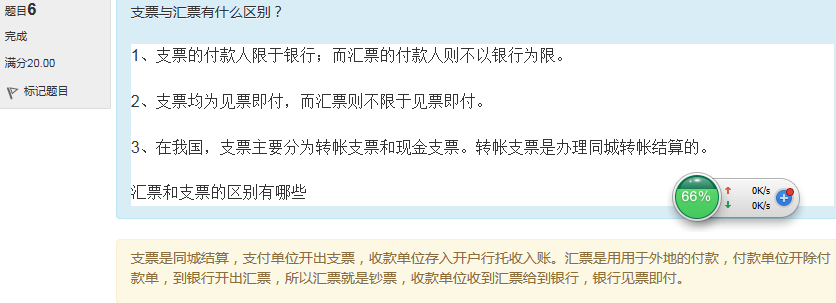 题目6
完成
满分20.00
标记题目
支票与汇票有什么区别？
1、支票的付款人限于银行；而汇票的付款人则不以银行为限。
2、支票均为见票即付，而汇票则不限于见票即付。
3、在我国，支票主要分为转帐支票和现金支票。转帐支票是办理同城转帐结算的。
汇票和支票的区别有哪些
66%
0K/s
0K/s
支票是同城结算，支付单位开出支票，收款单位存入开户行托收入账。汇票是用用于外地的付款，付款单位开除付
款单，到银行开出汇票，所以汇票就是钞票，收款单位收到汇票给到银行，银行见票即付。